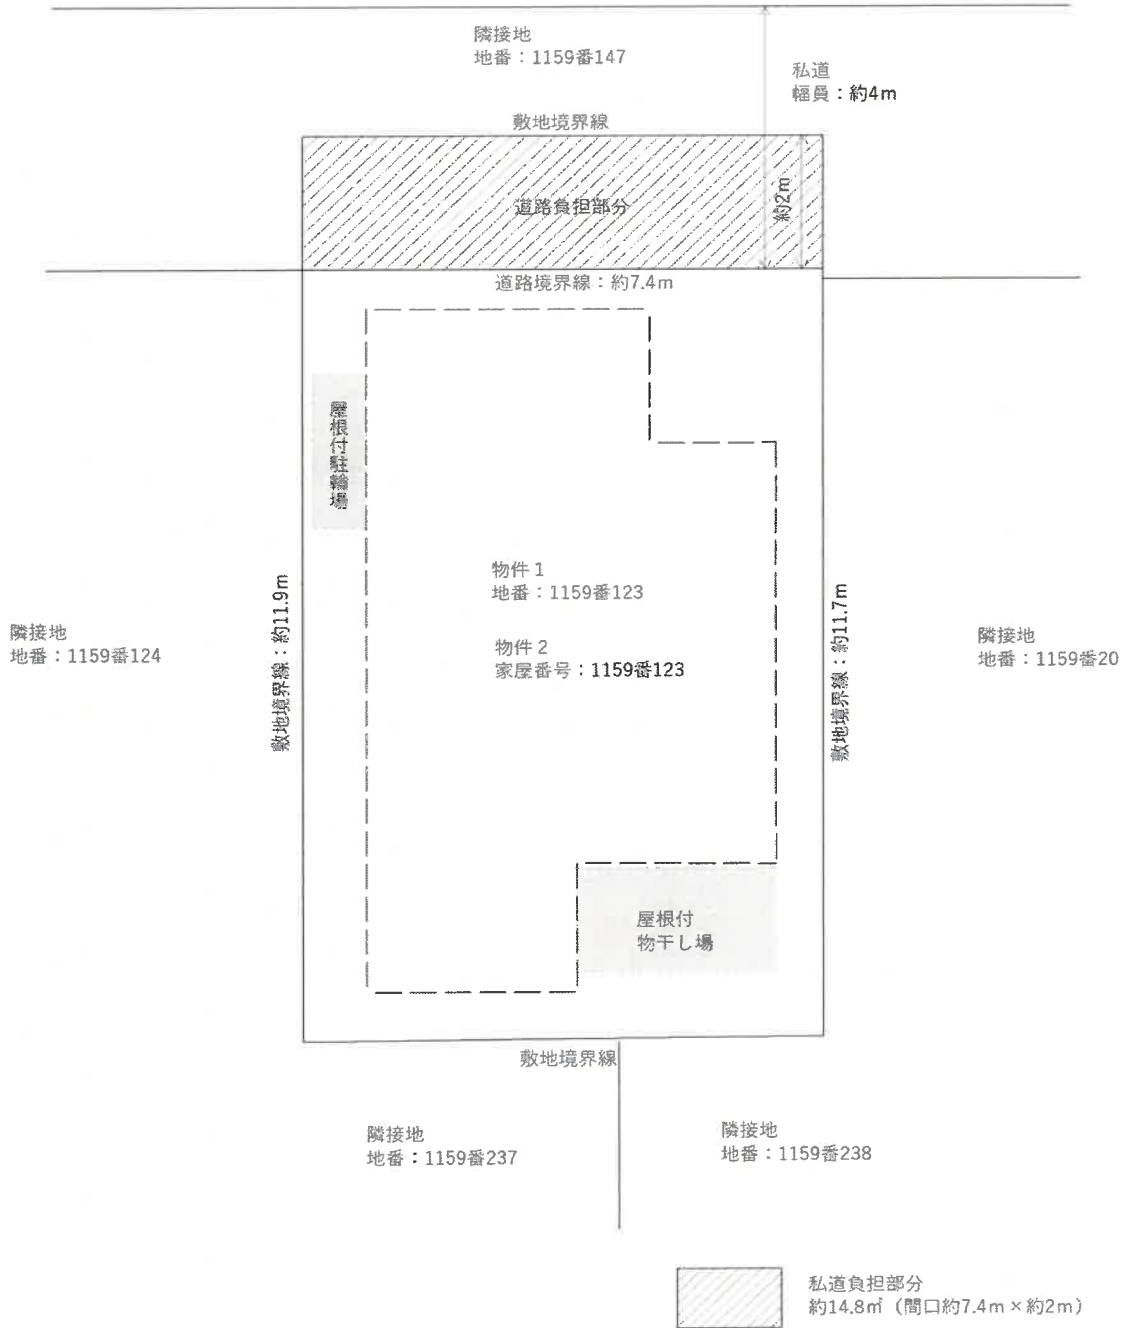 隣接地
地番：1159番147
私道
幅員：約4m
敷地境界線
道路負担部分
約2m
道路境界線：約7.4m
屋根付駐輪場
物件1
地番：1159番123
物件2
家屋番号：1159番123
敷地境界線：約11.9m
敷地境界線：約11.7m
隣接地
地番：1159番124
隣接地
地番：1159番20
屋根付
物干し場
敷地境界線
隣接地
地番：1159番237
隣接地
地番：1159番238
私道負担部分
約14.8㎡（間口約7.4m×約2m）